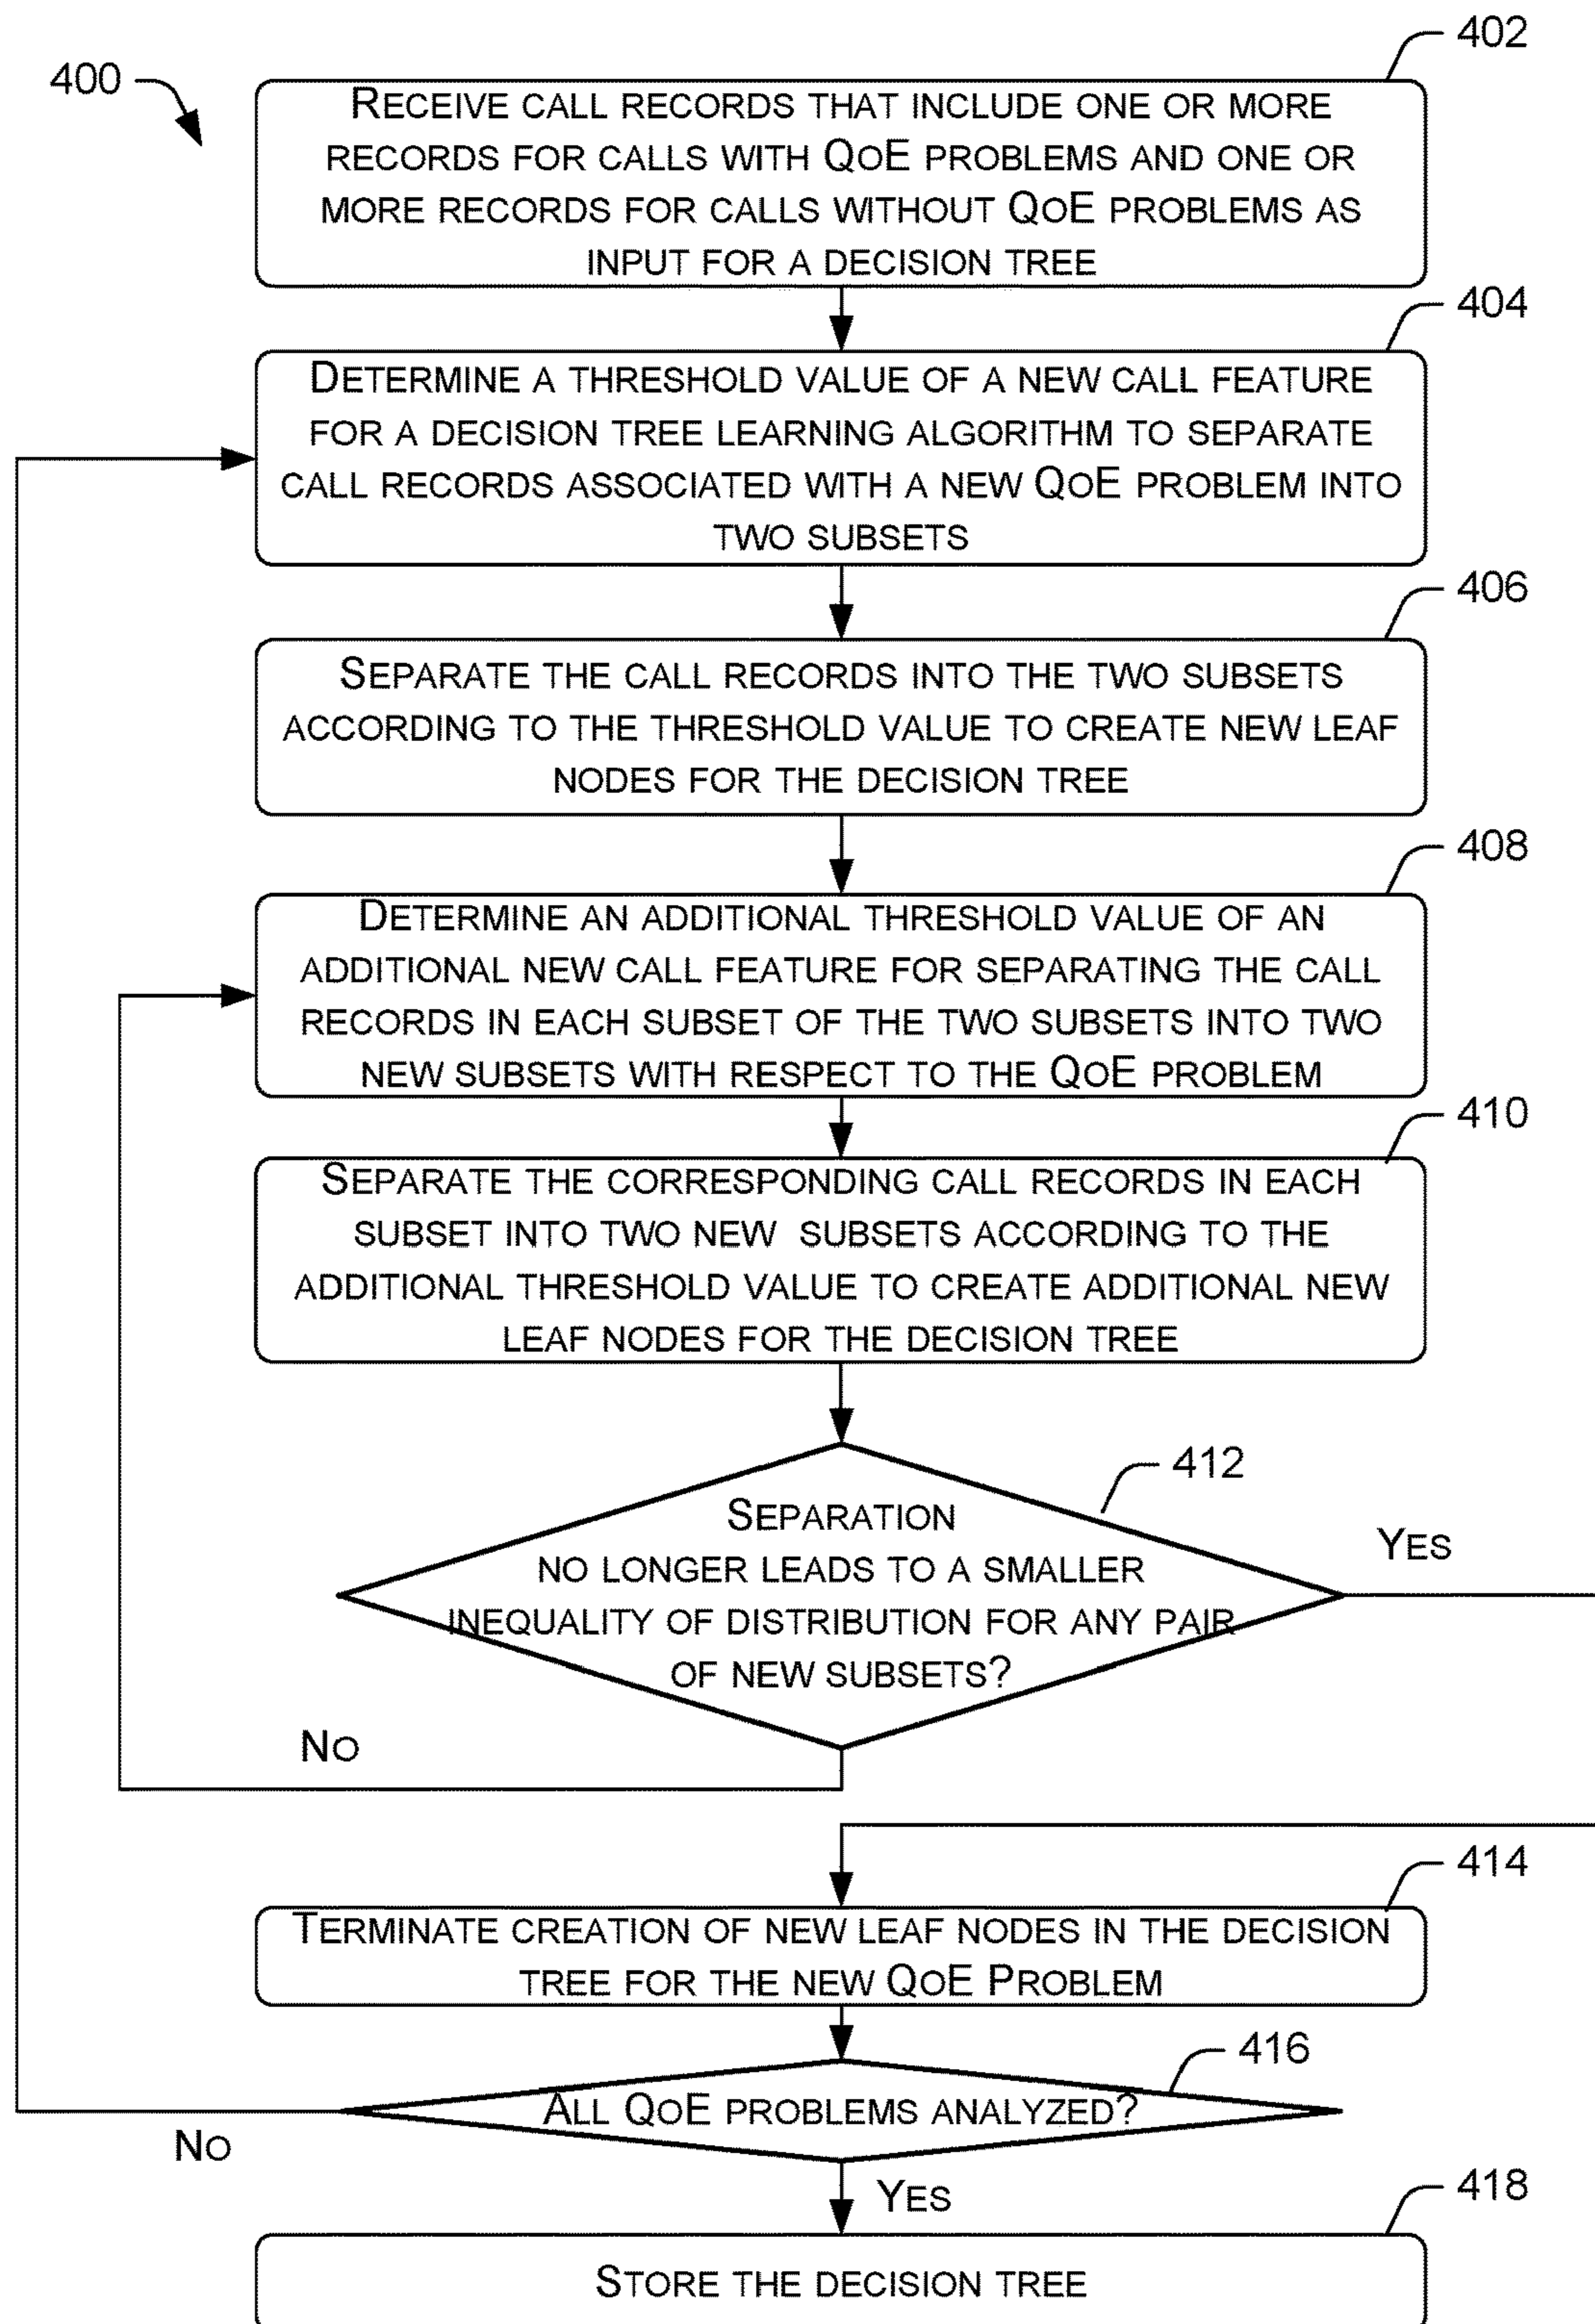 402
400
RECEIVE CALL RECORDS THAT INCLUDE ONE OR MORE
RECORDS FOR CALLS WITH QOE PROBLEMS AND ONE OR
MORE RECORDS FOR CALLS WITHOUT QOE PROBLEMS AS
INPUT FOR A DECISION TREE
404
DETERMINE A THRESHOLD VALUE OF A NEW CALL FEATURE
FOR A DECISION TREE LEARNING ALGORITHM TO SEPARATE
CALL RECORDS ASSOCIATED WITH A NEW QOE PROBLEM INTO
TWO SUBSETS
406
SEPARATE THE CALL RECORDS INTO THE TWO SUBSETS
ACCORDING TO THE THRESHOLD VALUE TO CREATE NEW LEAF
NODES FOR THE DECISION TREE
408
DETERMINE AN ADDITIONAL THRESHOLD VALUE OF AN
ADDITIONAL NEW CALL FEATURE FOR SEPARATING THE CALL
RECORDS IN EACH SUBSET OF THE TWO SUBSETS INTO TWO
NEW SUBSETS WITH RESPECT TO THE QOE PROBLEM
410
SEPARATE THE CORRESPONDING CALL RECORDS IN EACH
SUBSET INTO TWO NEW SUBSETS ACCORDING TO THE
ADDITIONAL THRESHOLD VALUE TO CREATE ADDITIONAL NEW
LEAF NODES FOR THE DECISION TREE
412
SEPARATION
NO LONGER LEADS TO A SMALLER
INEQUALITY OF DISTRIBUTION FOR ANY PAIR
OF NEW SUBSETS?
YES
NO
414
TERMINATE CREATION OF NEW LEAF NODES IN THE DECISION
TREE FOR THE NEW QOE PROBLEM
416
ALL QOE PROBLEMS ANALYZED?
NO
YES
418
STORE THE DECISION TREE